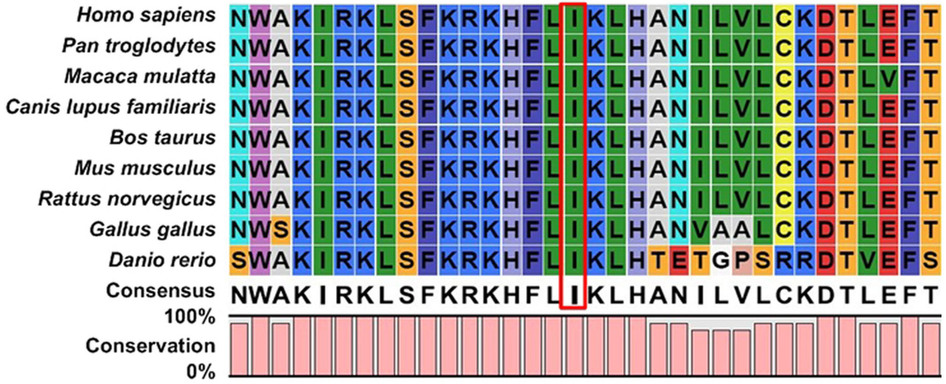 Homo sapiens NWAKIRKLSFKRKHFLIKLHANILVLCKDTLEFT
Pan troglodytes NWAKIRKLSFKRKHFLIKLHANILVLCKDTLEFT
Macaca mulatta NWAKIRKLSFKRKHFLIKLHANILVLCKDTLVFT
Canis lupus familiaris NWAKIRKLSFKRKHFLIKLHANILVLCKDTLEFT
Bos taurus NWAKIRKLSFKRKHFLIKLHANILVLCKDTLEFT
Mus musculus NWAKIRKLSFKRKHFLIKLHANILVLCKDTLEFT
Rattus norvegicus NWAKIRKLSFKRKHFLIKLHANILVLCKDTLEFT
Gallus gallus NWSKIRKLSFKRKHFLIKLHANVAALCKDTLEFT
Danio rerio SWAKIRKLSFKRKHFLIKLHTETGPSRRDTVEFS
Consensus NWAKIRKLSFKRKHFLIKLHANILVLCKDTLEFT
100%
Conservation
0%